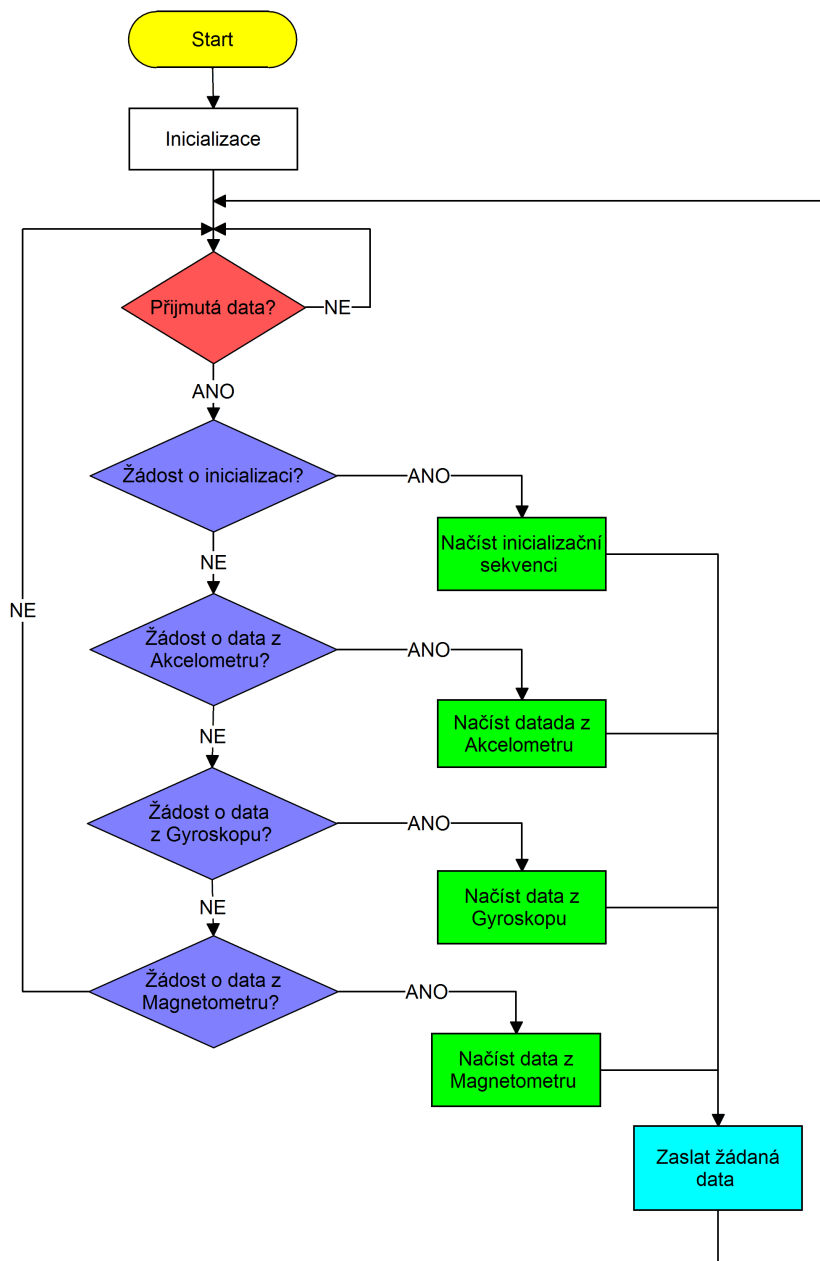 Start
Inicializace
Přijmutá data?
NE
ANO
Žádost o inicializaci?
ANO
Načíst inicializační
sekvenci
NE
NE
Žádost o data z
Akcelometru?
ANO
Načíst datada z
Akcelometru
NE
Žádost o data
z Gyroskopu?
ANO
Načíst data z
Gyroskopu
NE
Žádost o data z
Magnetometru?
ANO
Načíst data z
Magnetometru
Zaslat žádaná
data